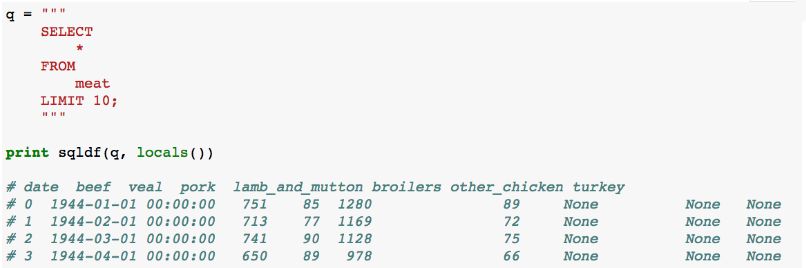 q = """
SELECT
*
FROM
meat
LIMIT 10;
"""
print sqldf(q, locals())
# date beef veal pork lamb_and_mutton broilers other_chicken turkey
# 0 1944-01-01 00:00:00 751 85 1280 89 None None None
# 1 1944-02-01 00:00:00 713 77 1169 72 None None None
# 2 1944-03-01 00:00:00 741 90 1128 75 None None None
# 3 1944-04-01 00:00:00 650 89 978 66 None None None